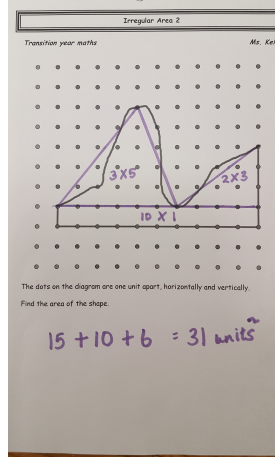 Irregular Area 2
Transition year maths
Ms. Ke
3x5
2x3
10 x 1
The dots on the diagram are one unit apart, horizontally and vertically.
Find the area of the shape.
15 + 10 + 6 = 31 units²